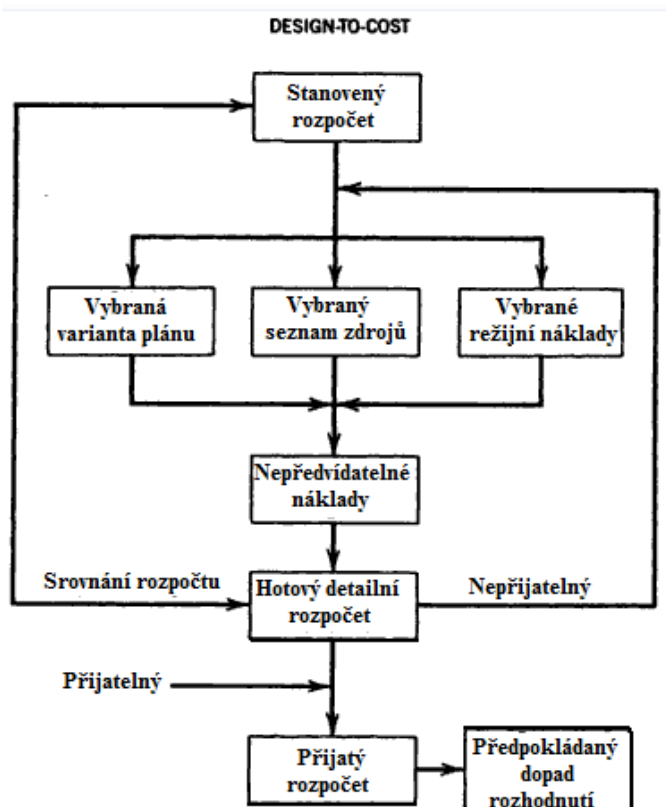 DESIGN-TO-COST
Stanovený
rozpočet
Vybraná
varianta plánu
Vybraný
seznam zdrojů
Vybrané
režijní náklady
Nepředvídatelné
náklady
Srovnání rozpočtu
Hotový detailní
rozpočet
Nepřijatelný
Přijatelný
Přijatý
rozpočet
Předpokládaný
dopad
rozhodnutí